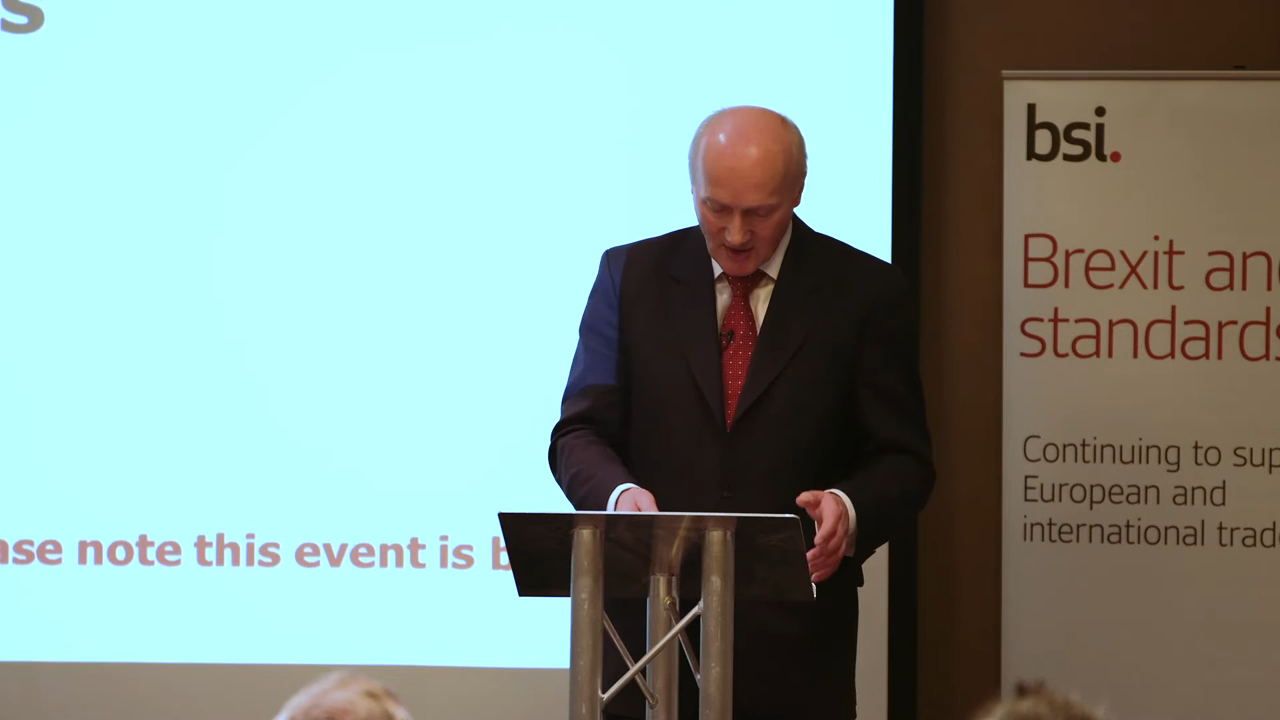 s
ase note this event is b
bsi.
Brexit an
standards
Continuing to sup
European and
international trad